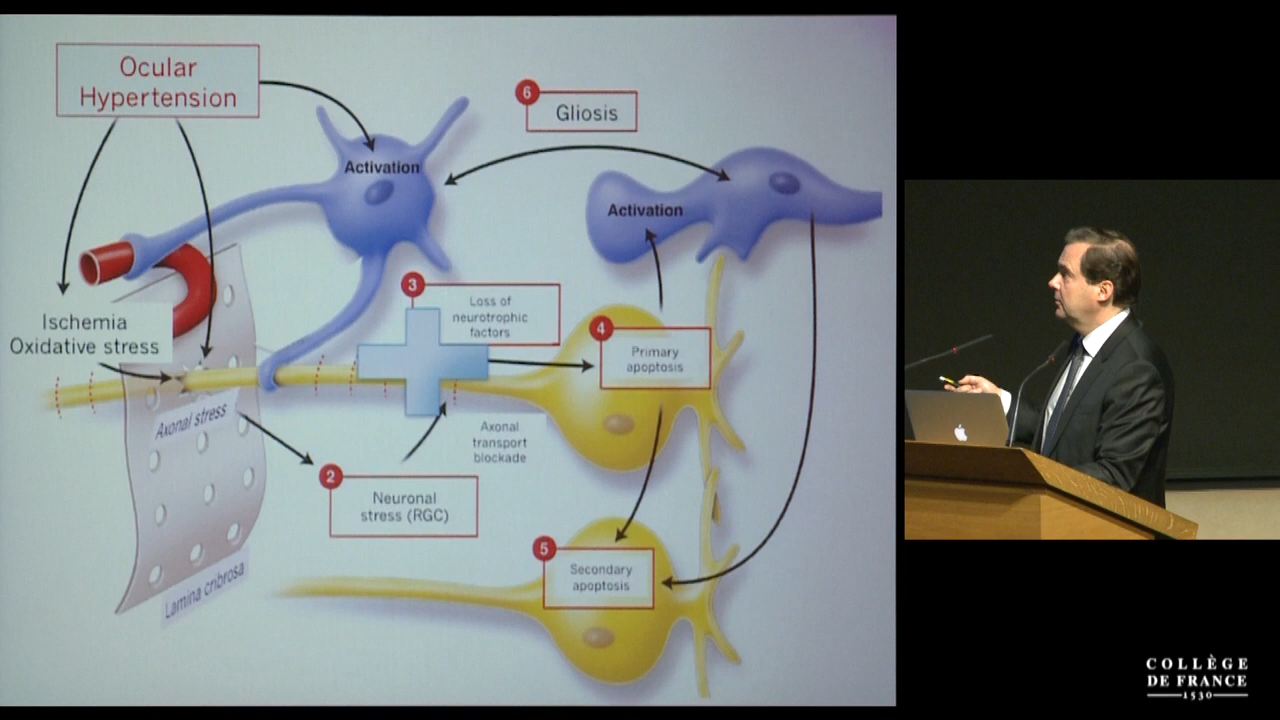 Ocular
Hypertension
6
Gliosis
Activation
Activation
3
Loss of
neurotrophic
factors
4
Primary
apoptosis
Ischemia
Oxidative stress
Axonal stress
Axonal
transport
blockade
2
Neuronal
stress (RGC)
5
Secondary
apoptosis
Lamina cribrosa
COLLÈGE
DE FRANCE
1530